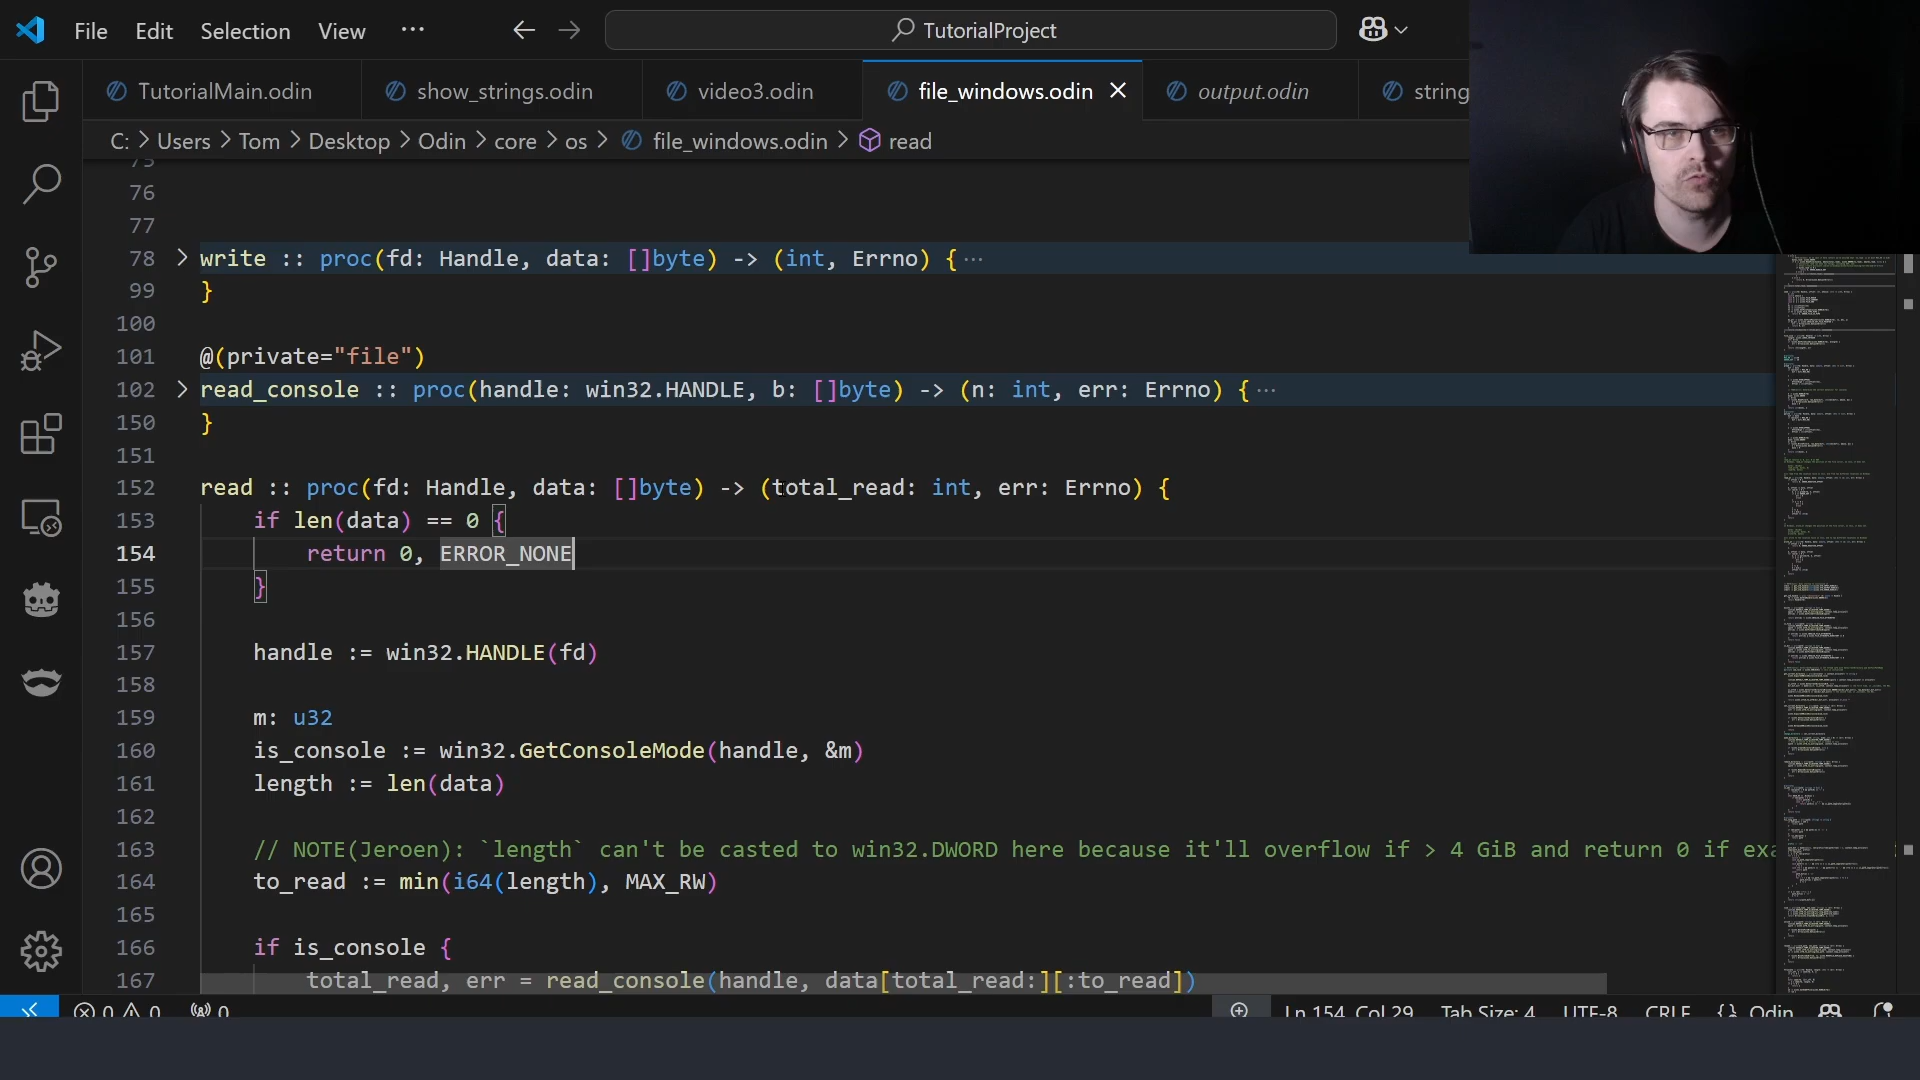 File Edit Selection View ··· TutorialProject
TutorialMain.odin show_strings.odin video3.odin file_windows.odin output.odin string
C: > Users > Tom > Desktop > Odin > core > os > file_windows.odin > read
75
76
77
78 write :: proc(fd: Handle, data: []byte) -> (int, Errno) {···
99 }
100
101 @(private="file")
102 read_console :: proc(handle: win32.HANDLE, b: []byte) -> (n: int, err: Errno) {···
150 }
151
152 read :: proc(fd: Handle, data: []byte) -> (total_read: int, err: Errno) {
153 if len(data) == 0 {
154 return 0, ERROR_NONE
155 }
156
157 handle := win32.HANDLE(fd)
158
159 m: u32
160 is_console := win32.GetConsoleMode(handle, &m)
161 length := len(data)
162
163 // NOTE(Jeroen): `length` can't be casted to win32.DWORD here because it'll overflow if > 4 GiB and return 0 if exa
164 to_read := min(i64(length), MAX_RW)
165
166 if is_console {
167 total_read, err = read_console(handle, data[total_read:][:to_read])
0 0 0 Ln 154, Col 29 Tab Size: 4 UTF-8 CRLF {} Odin